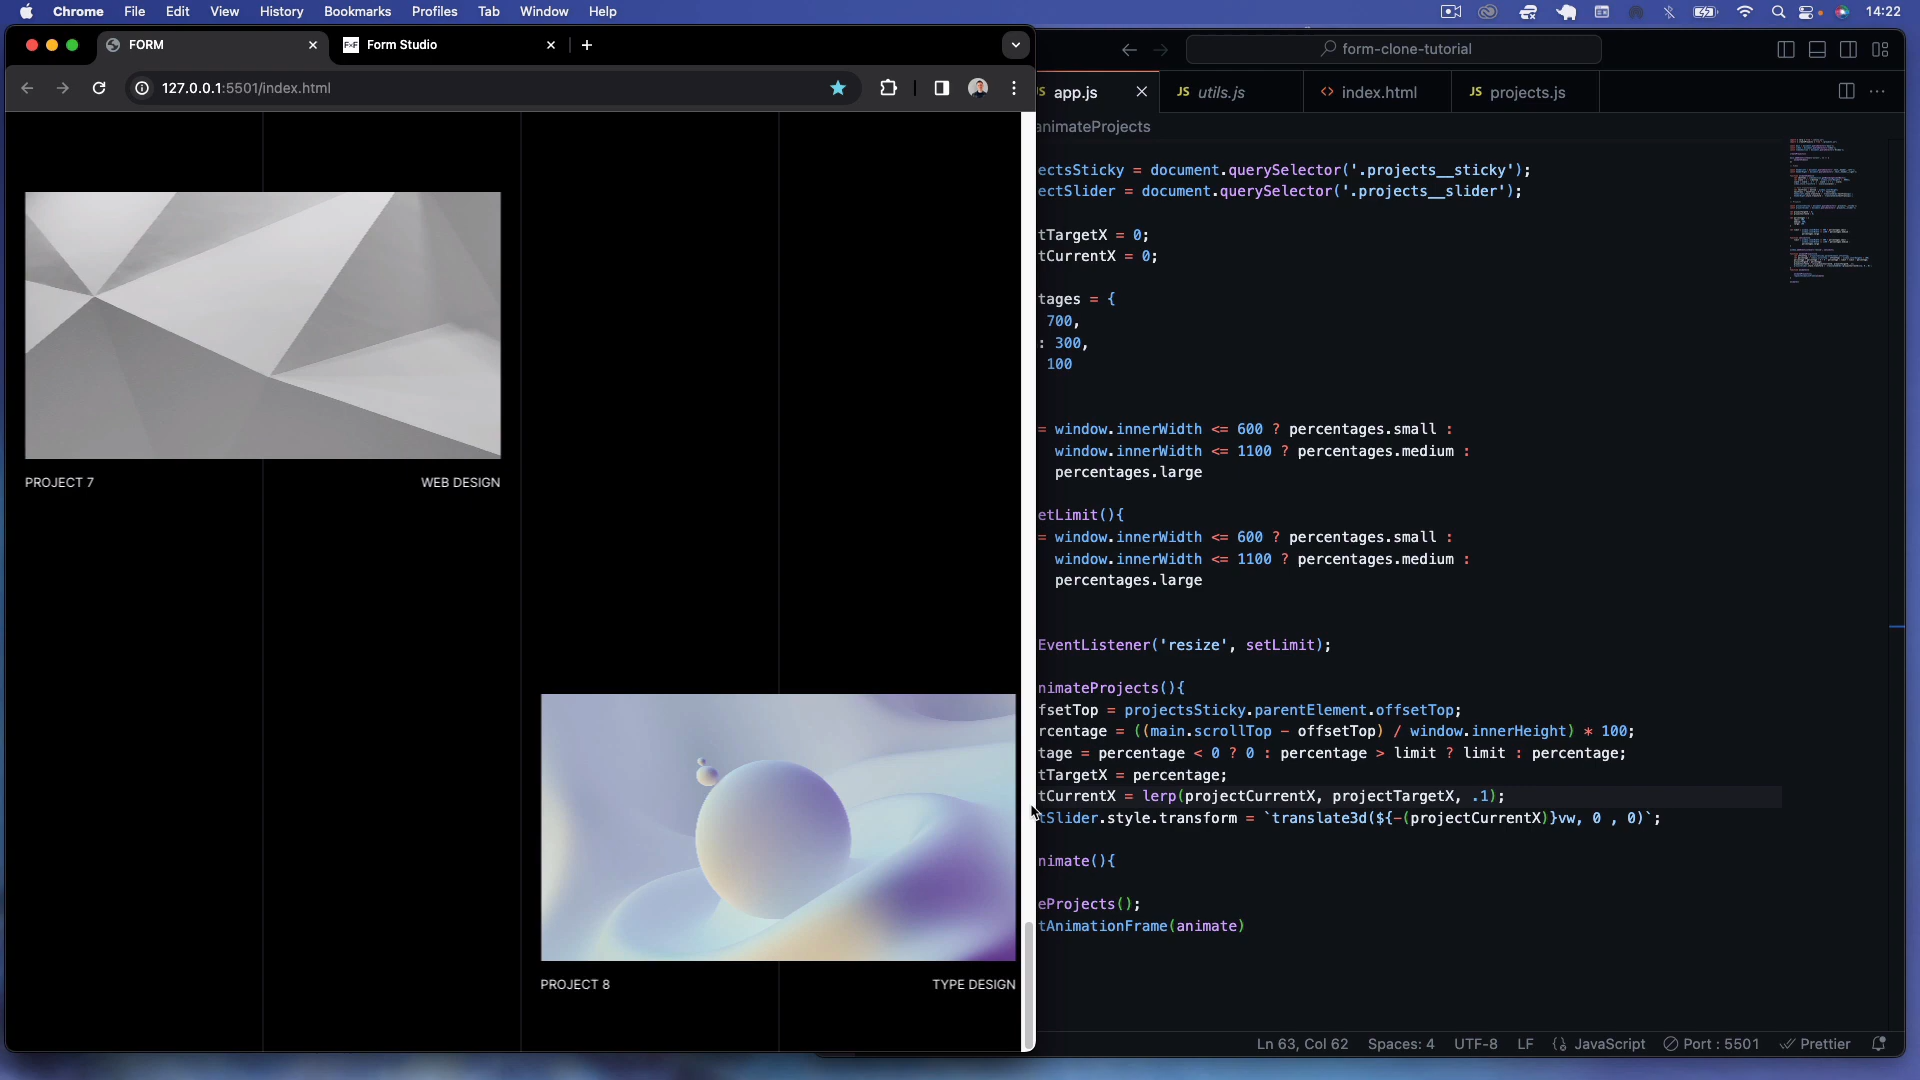 Chrome File Edit View History Bookmarks Profiles Tab Window Help 14:22
FORM
F×F Form Studio
127.0.0.1:5501/index.html
PROJECT 7 WEB DESIGN
PROJECT 8 TYPE DESIGN
form-clone-tutorial
JS app.js
JS utils.js
<> index.html
JS projects.js
animateProjects
ectsSticky = document.querySelector('.projects__sticky');
ectSlider = document.querySelector('.projects__slider');
tTargetX = 0;
tCurrentX = 0;
tages = {
700,
: 300,
100
= window.innerWidth <= 600 ? percentages.small :
window.innerWidth <= 1100 ? percentages.medium :
percentages.large
etLimit(){
= window.innerWidth <= 600 ? percentages.small :
window.innerWidth <= 1100 ? percentages.medium :
percentages.large
EventListener('resize', setLimit);
nimateProjects(){
fsetTop = projectsSticky.parentElement.offsetTop;
rcentage = ((main.scrollTop - offsetTop) / window.innerHeight) * 100;
tage = percentage < 0 ? 0 : percentage > limit ? limit : percentage;
tTargetX = percentage;
tCurrentX = lerp(projectCurrentX, projectTargetX, .1);
tSlider.style.transform = `translate3d(${-(projectCurrentX)}vw, 0 , 0)`;
nimate(){
eProjects();
tAnimationFrame(animate)
Ln 63, Col 62 Spaces: 4 UTF-8 LF {} JavaScript Port : 5501 Prettier